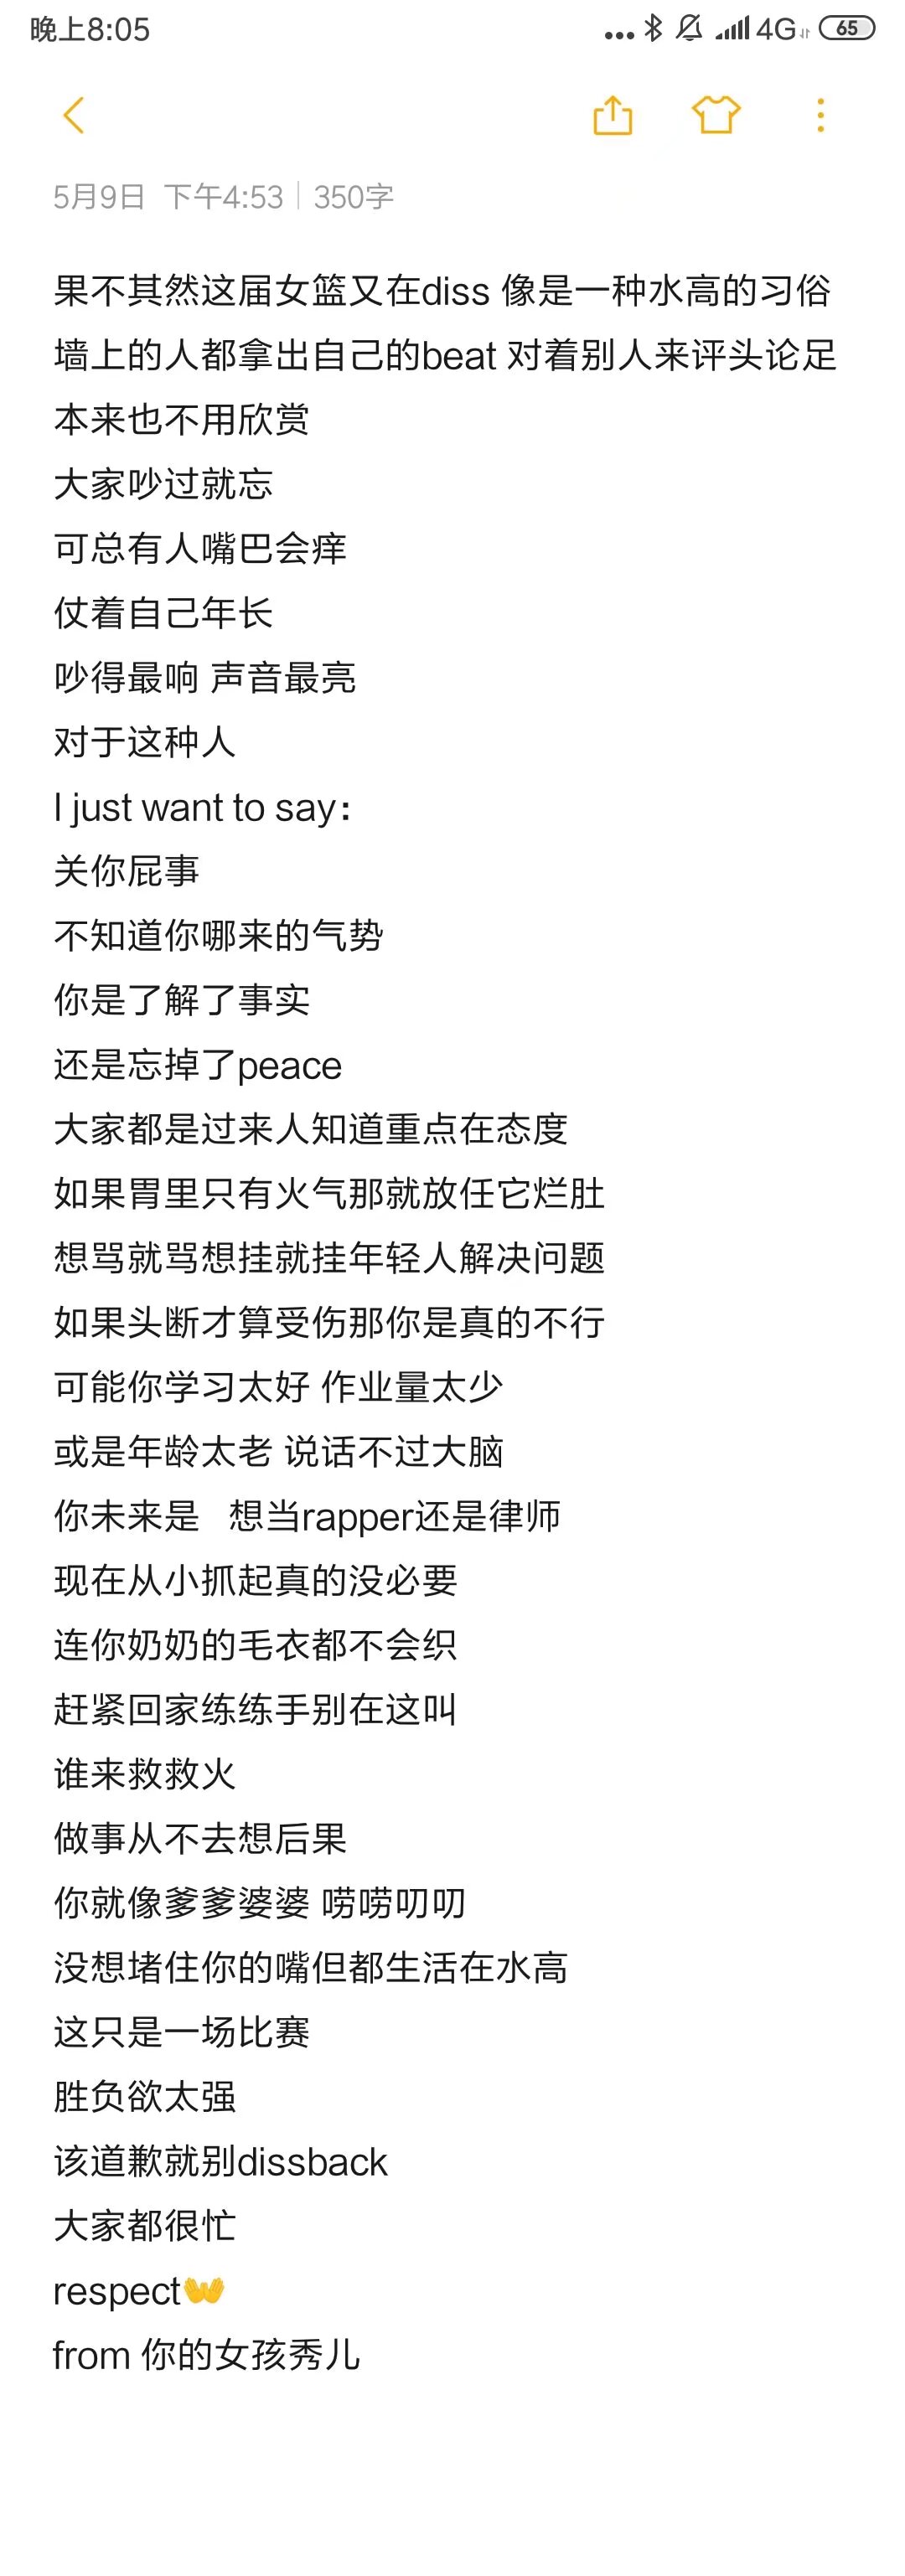 晚上8:05
4G
65
5月9日 下午4:53 | 350字
果不其然这届女篮又在diss 像是一种水高的习俗
墙上的人都拿出自己的beat 对着别人来评头论足
本来也不用欣赏
大家吵过就忘
可总有人嘴巴会痒
仗着自己年长
吵得最响 声音最亮
对于这种人
I just want to say：
关你屁事
不知道你哪来的气势
你是了解了事实
还是忘掉了peace
大家都是过来人知道重点在态度
如果胃里只有火气那就放任它烂肚
想骂就骂想挂就挂年轻人解决问题
如果头断才算受伤那你是真的不行
可能你学习太好 作业量太少
或是年龄太老 说话不过大脑
你未来是 想当rapper还是律师
现在从小抓起真的没必要
连你奶奶的毛衣都不会织
赶紧回家练练手别在这叫
谁来救救火
做事从不去想后果
你就像爹爹婆婆 唠唠叨叨
没想堵住你的嘴但都生活在水高
这只是一场比赛
胜负欲太强
该道歉就别dissback
大家都很忙
respect👐
from 你的女孩秀儿